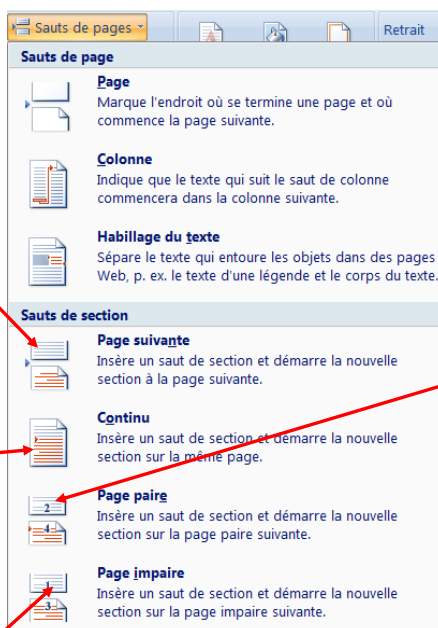 Sauts de pages
Retrait
Sauts de page
Page
Marque l'endroit où se termine une page et où
commence la page suivante.
Colonne
Indique que le texte qui suit le saut de colonne
commencera dans la colonne suivante.
Habillage du texte
Sépare le texte qui entoure les objets dans des pages
Web, p. ex. le texte d'une légende et le corps du texte.
Sauts de section
Page suivante
Insère un saut de section et démarre la nouvelle
section à la page suivante.
Continu
Insère un saut de section et démarre la nouvelle
section sur la même page.
2
4
Page paire
Insère un saut de section et démarre la nouvelle
section sur la page paire suivante.
1
3
Page impaire
Insère un saut de section et démarre la nouvelle
section sur la page impaire suivante.